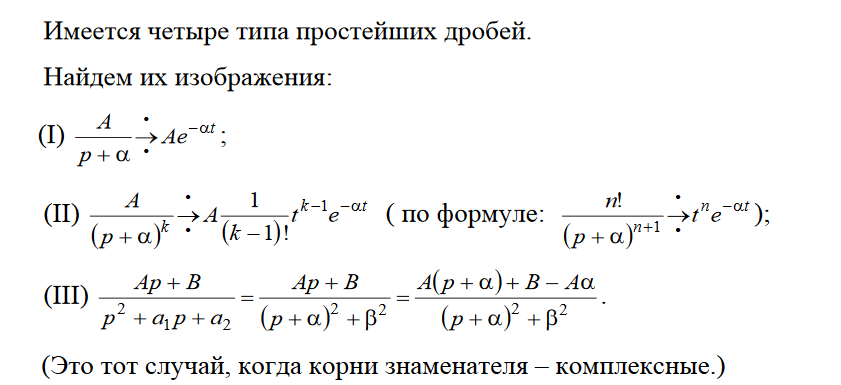 Имеется четыре типа простейших дробей.
Найдем их изображения:
(I) $\frac{A}{p+\alpha} \overset{\bullet}{\underset{\bullet}{\rightarrow}} Ae^{-\alpha t}$;
(II) $\frac{A}{(p+\alpha)^k} \overset{\bullet}{\underset{\bullet}{\rightarrow}} A\frac{1}{(k-1)!}t^{k-1}e^{-\alpha t}$ ( по формуле: $\frac{n!}{(p+\alpha)^{n+1}} \overset{\bullet}{\underset{\bullet}{\rightarrow}} t^n e^{-\alpha t}$);
(III) $\frac{Ap+B}{p^2+a_1p+a_2} = \frac{Ap+B}{(p+\alpha)^2+\beta^2} = \frac{A(p+\alpha)+B-A\alpha}{(p+\alpha)^2+\beta^2}$.
(Это тот случай, когда корни знаменателя – комплексные.)